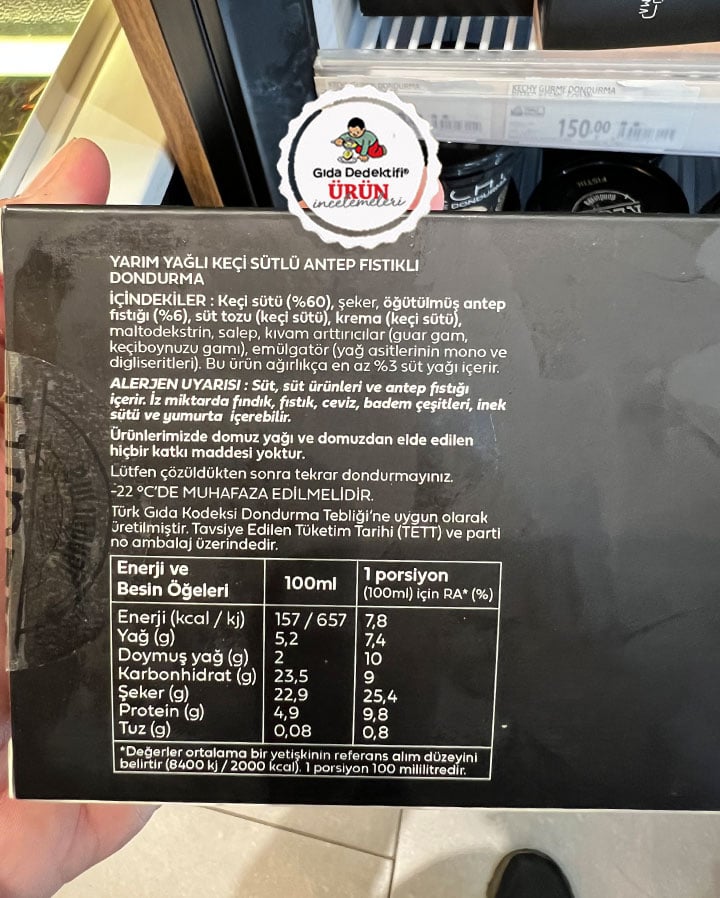 KECHY GURME DONDURMA
150.00
Gıda Dedektifi®
ÜRÜN
incelemeleri
FISTIK
YARIM YAĞLI KEÇİ SÜTLÜ ANTEP FISTIKLI
DONDURMA
İÇİNDEKİLER : Keçi sütü (%60), şeker, öğütülmüş antep
fıstığı (%6), süt tozu (keçi sütü), krema (keçi sütü),
maltodekstrin, salep, kıvam arttırıcılar (guar gam,
keçiboynuzu gamı), emülgatör (yağ asitlerinin mono ve
digliseritleri). Bu ürün ağırlıkça en az %3 süt yağı içerir.
ALERJEN UYARISI : Süt, süt ürünleri ve antep fıstığı
içerir. İz miktarda fındık, fıstık, ceviz, badem çeşitleri, inek
sütü ve yumurta içerebilir.
Ürünlerimizde domuz yağı ve domuzdan elde edilen
hiçbir katkı maddesi yoktur.
Lütfen çözüldükten sonra tekrar dondurmayınız.
-22 °C'DE MUHAFAZA EDİLMELİDİR.
Türk Gıda Kodeksi Dondurma Tebliği'ne uygun olarak
üretilmiştir. Tavsiye Edilen Tüketim Tarihi (TETT) ve parti
no ambalaj üzerindedir.
Enerji ve Besin Öğeleri 100ml 1 porsiyon (100ml) için RA* (%)
Enerji (kcal / kj) 157 / 657 7,8
Yağ (g) 5,2 7,4
Doymuş yağ (g) 2 10
Karbonhidrat (g) 23,5 9
Şeker (g) 22,9 25,4
Protein (g) 4,9 9,8
Tuz (g) 0,08 0,8
*Değerler ortalama bir yetişkinin referans alım düzeyini
belirtir (8400 kj / 2000 kcal). 1 porsiyon 100 mililitredir.